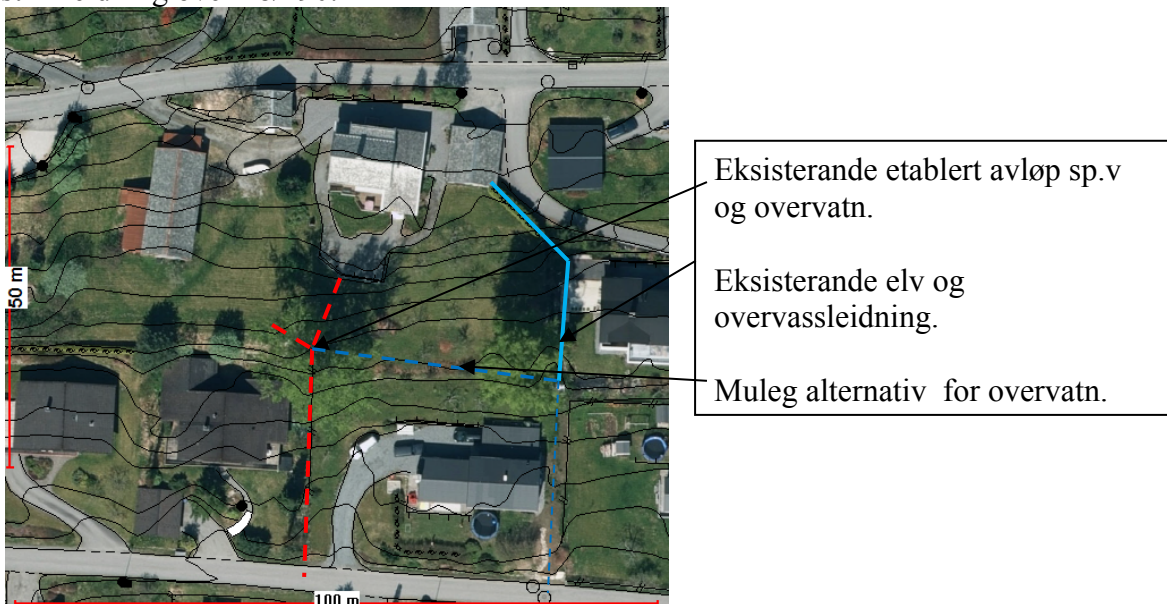 Eksisterande etablert avløp sp.v
og overvatn.
Eksisterande elv og
overvassleidning.
Muleg alternativ for overvatn.
50 m
100 m